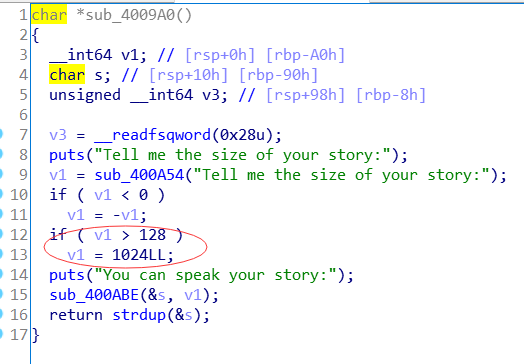 1 char *sub_4009A0()
2 {
3 __int64 v1; // [rsp+0h] [rbp-A0h]
4 char s; // [rsp+10h] [rbp-90h]
5 unsigned __int64 v3; // [rsp+98h] [rbp-8h]
6
7 v3 = __readfsqword(0x28u);
8 puts("Tell me the size of your story:");
9 v1 = sub_400A54("Tell me the size of your story:");
10 if ( v1 < 0 )
11 v1 = -v1;
12 if ( v1 > 128 )
13 v1 = 1024LL;
14 puts("You can speak your story:");
15 sub_400ABE(&s, v1);
16 return strdup(&s);
17 }